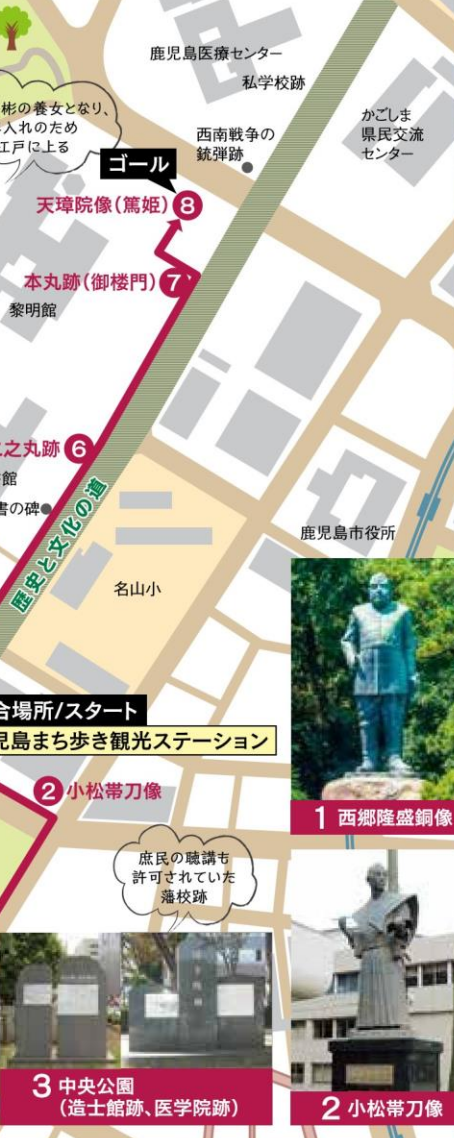 鹿児島医療センター
私学校跡
西南戦争の
銃弾跡
かごしま
県民交流
センター
彬の養女となり、
入れのため
江戸に上る
ゴール
天璋院像(篤姫) 8
本丸跡(御楼門) 7
黎明館
之丸跡 6
館
書の碑
歴史と文化の道
名山小
鹿児島市役所
合場所/スタート
児島まち歩き観光ステーション
2 小松帯刀像
庶民の聴講も
許可されていた
藩校跡
1 西郷隆盛銅像
3 中央公園
(造士館跡、医学院跡)
2 小松帯刀像